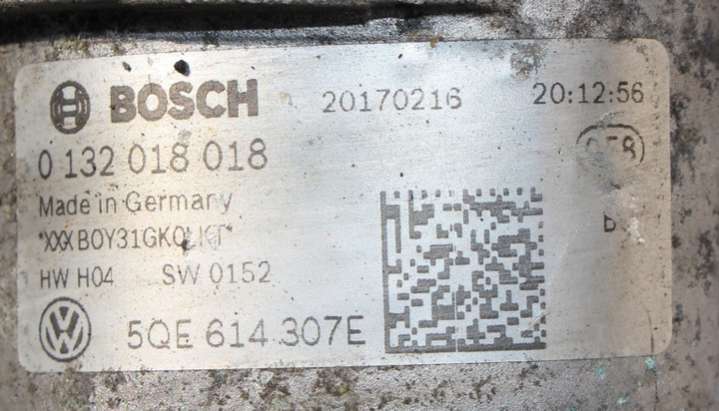 BOSCH 20170216 20:12:56
0 132 018 018
Made in Germany
HW H04 SW 0152
VW 5QE 614 307E